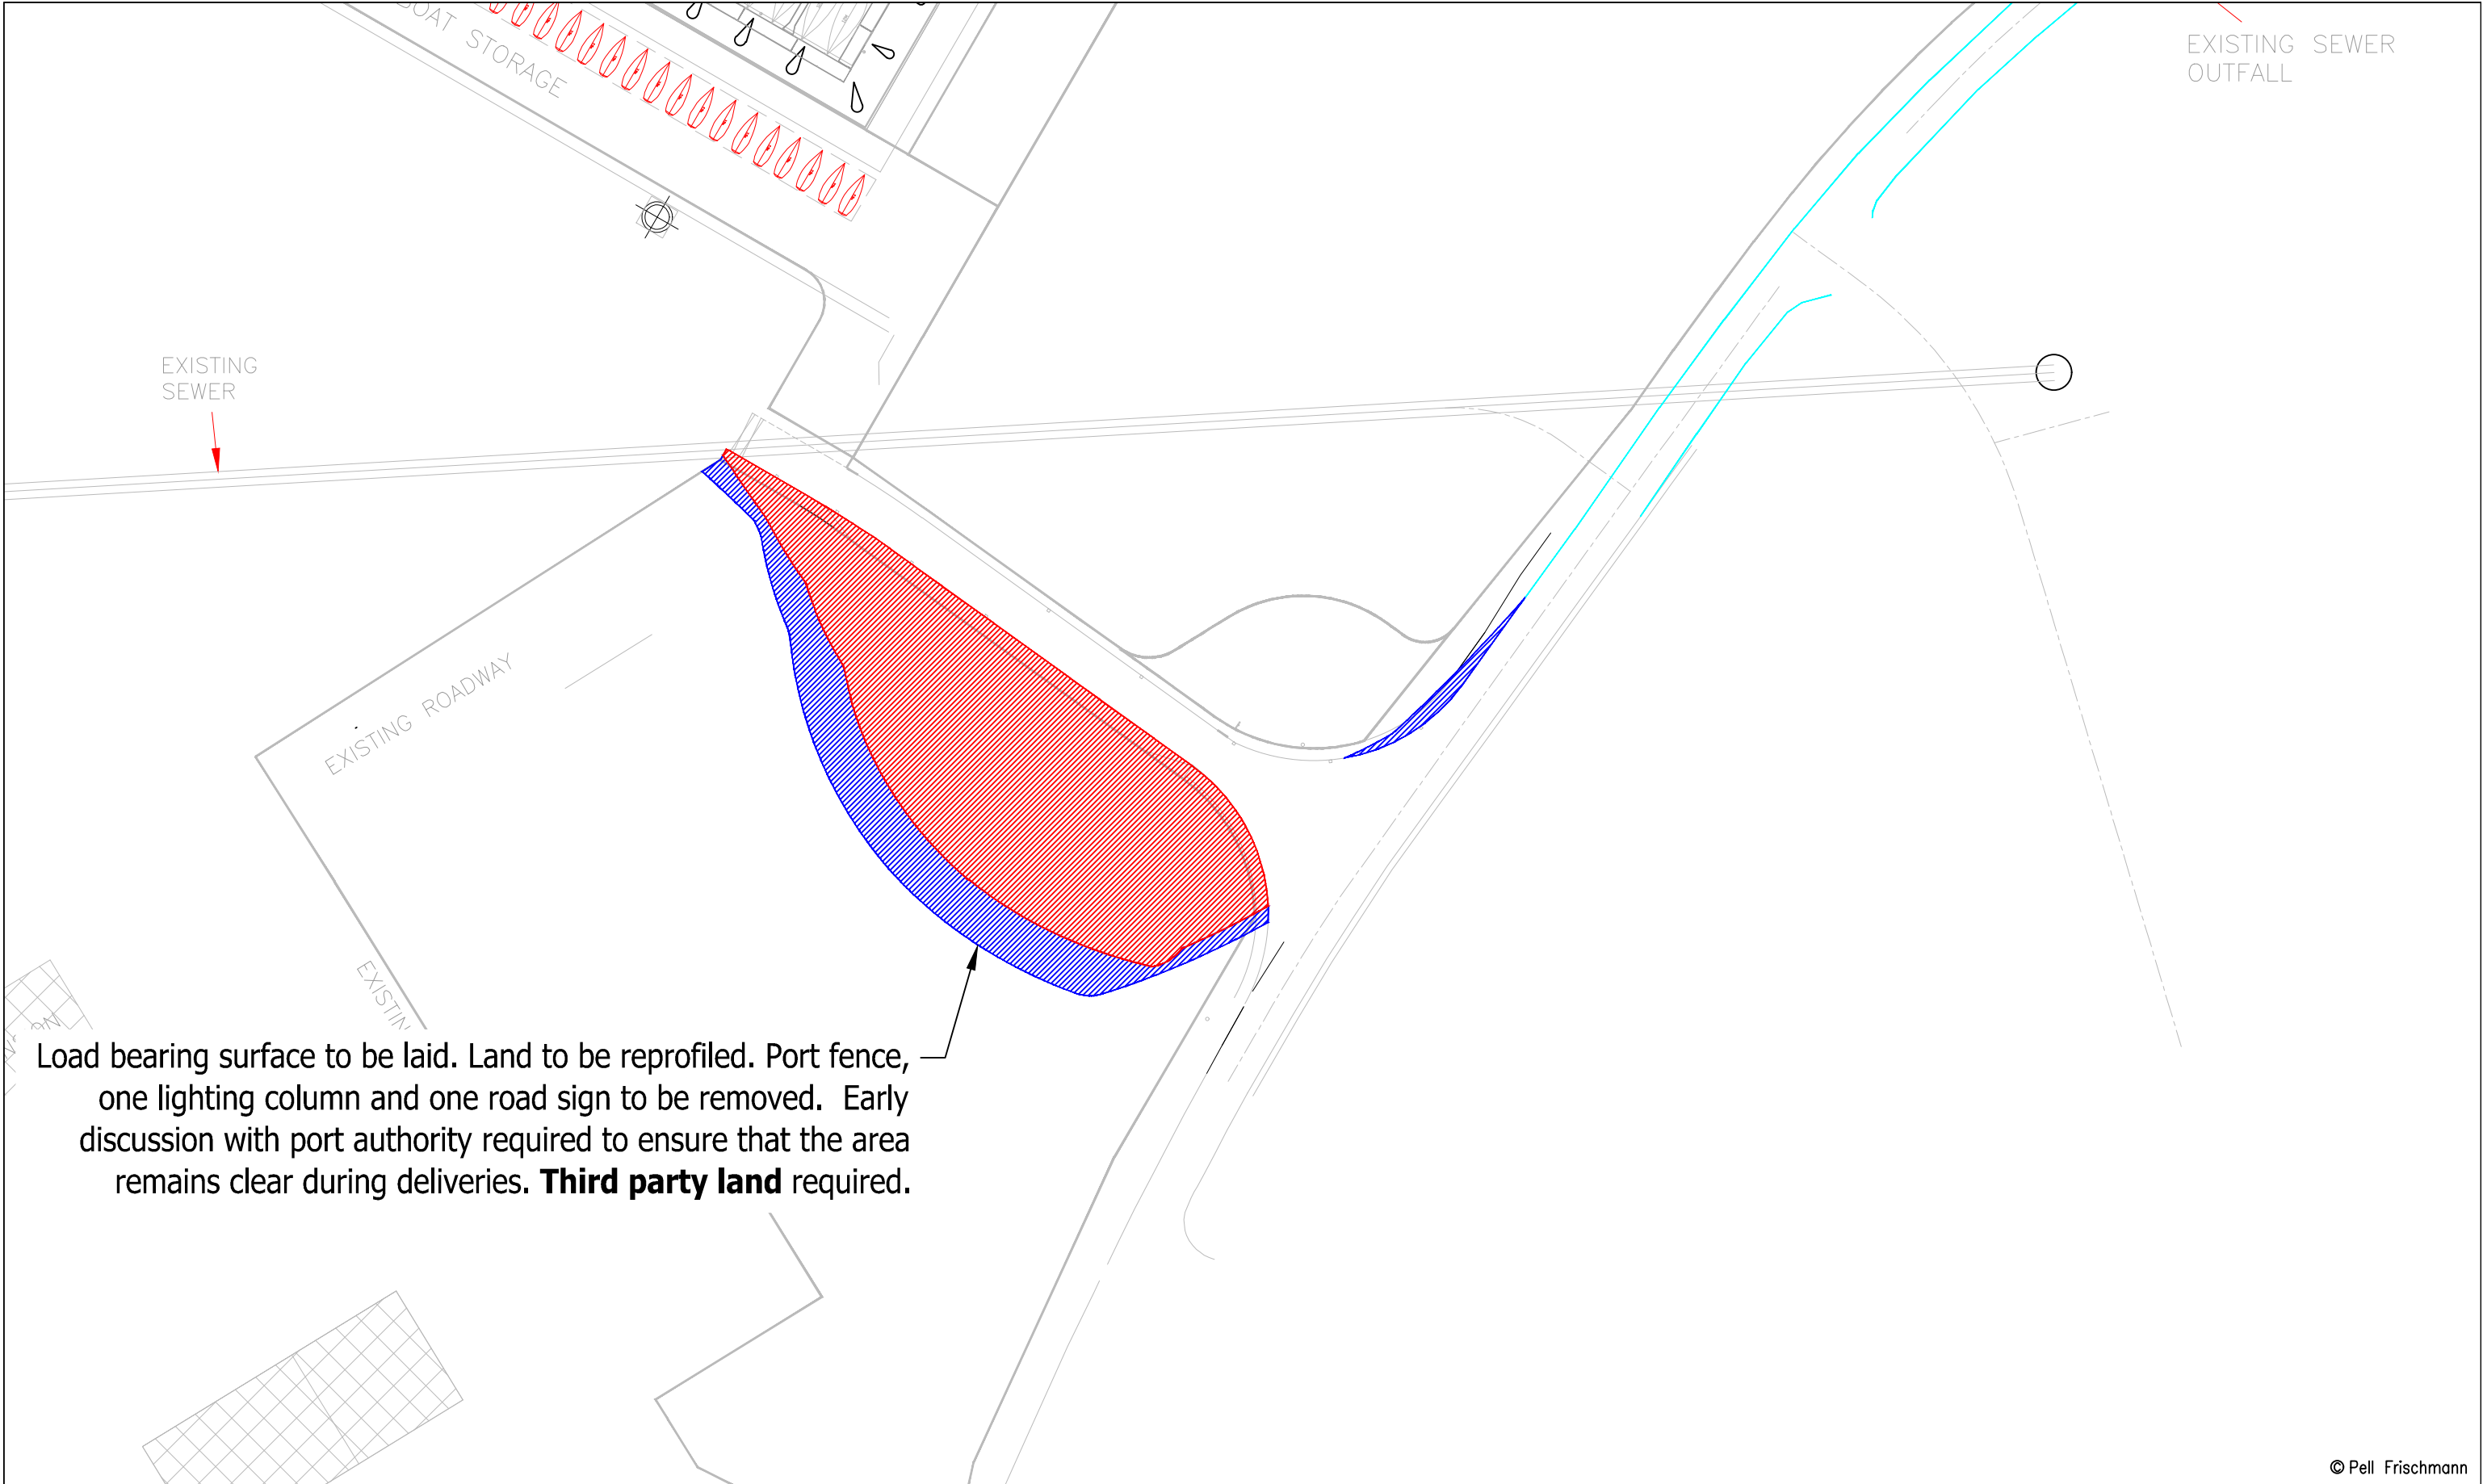 BOAT STORAGE
EXISTING SEWER
OUTFALL
EXISTING
SEWER
EXISTING ROADWAY
Load bearing surface to be laid. Land to be reprofiled. Port fence,
one lighting column and one road sign to be removed. Early
discussion with port authority required to ensure that the area
remains clear during deliveries. Third party land required.
© Pell Frischmann